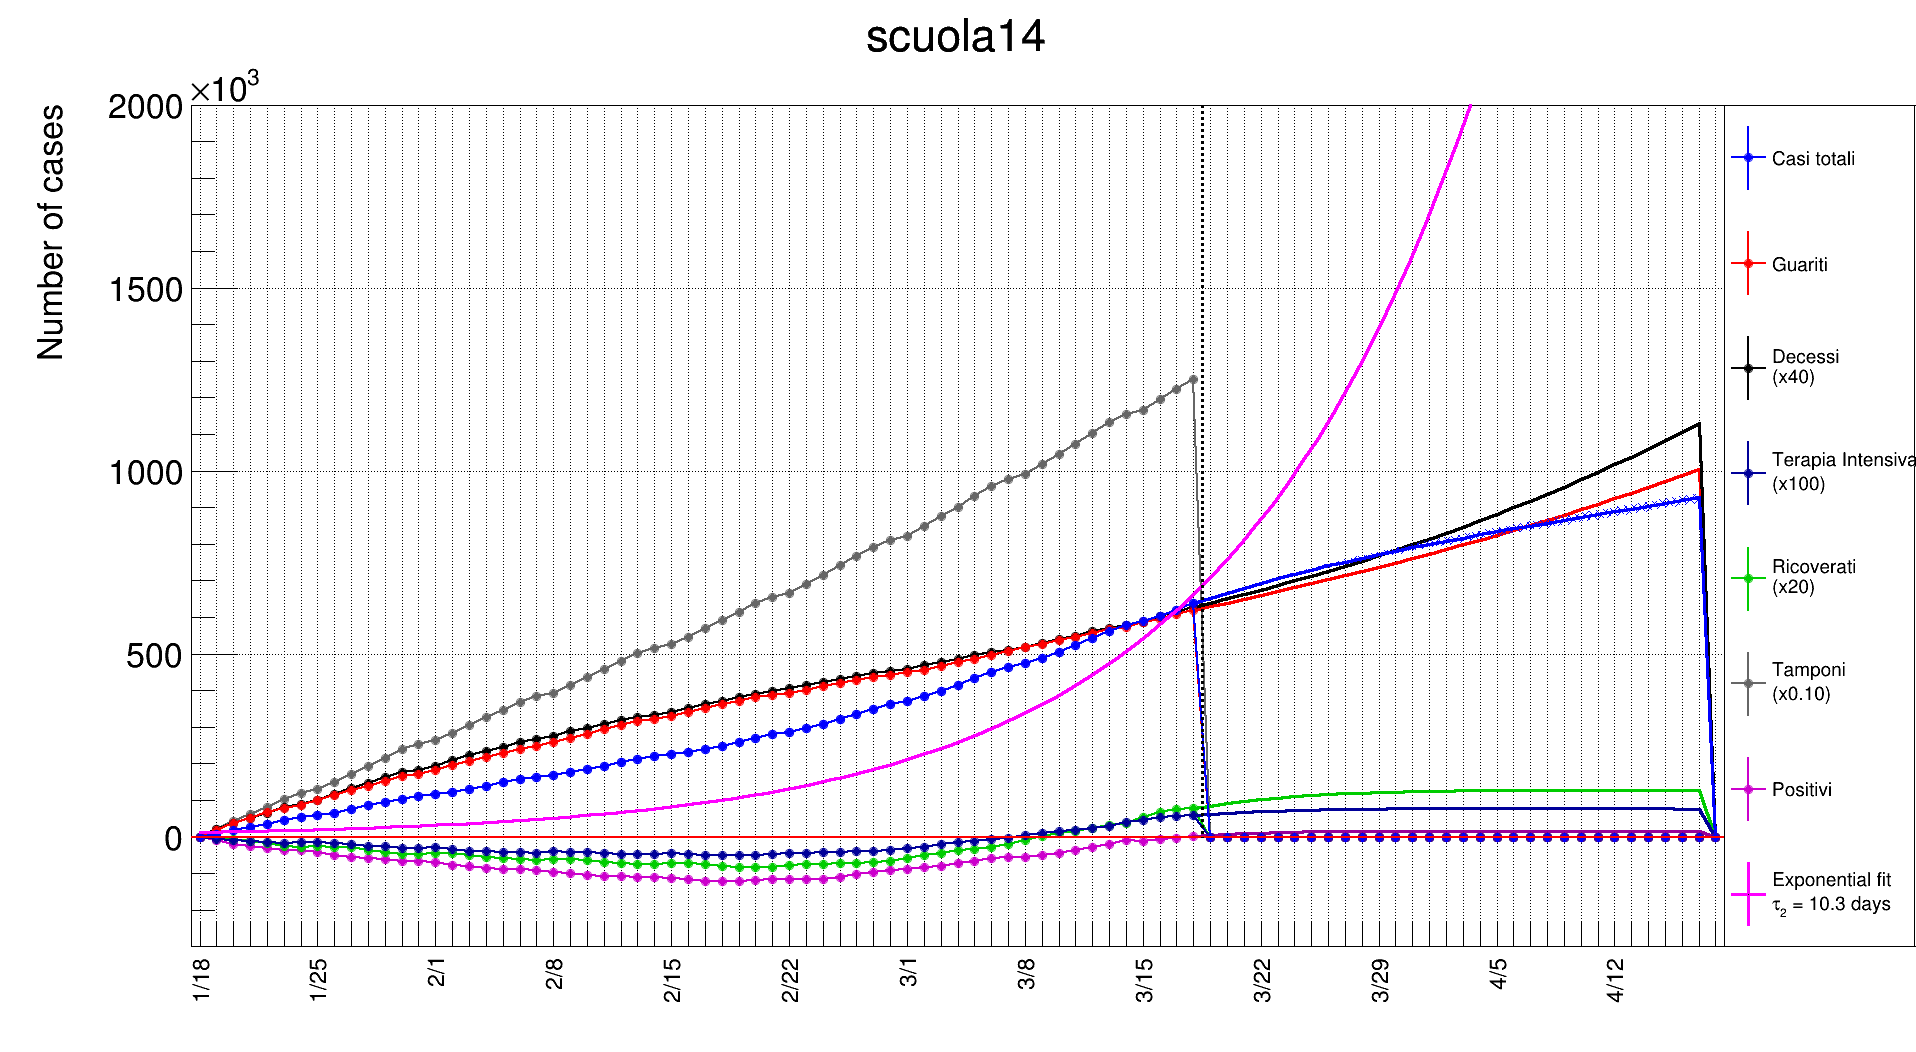 scuola14
×10³
Number of cases
2000
1500
1000
500
0
1/18
1/25
2/1
2/8
2/15
2/22
3/1
3/8
3/15
3/22
3/29
4/5
4/12
Casi totali
Guariti
Decessi
(x40)
Terapia Intensiva
(x100)
Ricoverati
(x20)
Tamponi
(x0.10)
Positivi
Exponential fit
τ₂ = 10.3 days